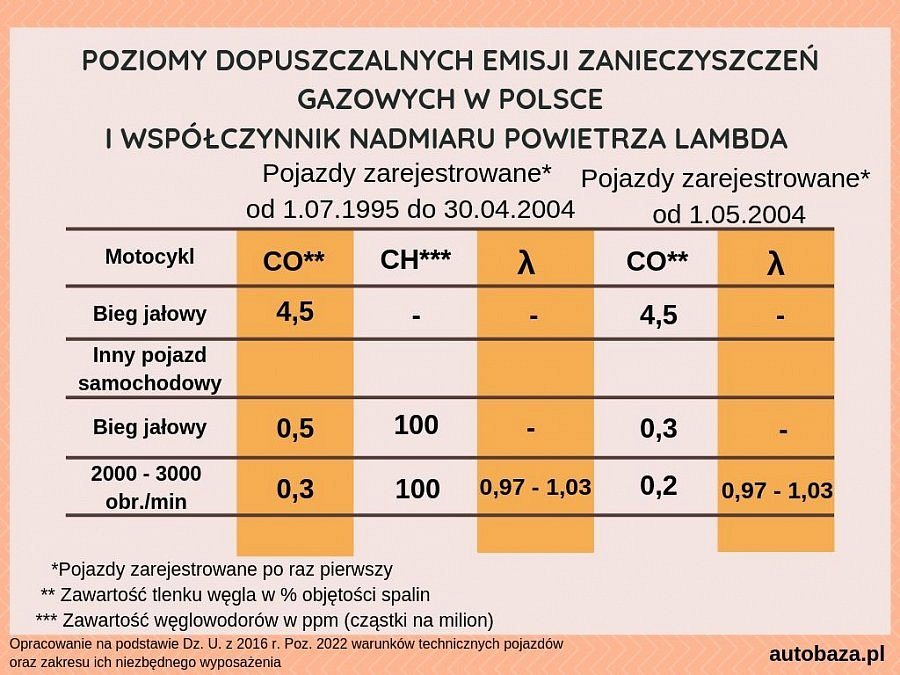 POZIOMY DOPUSZCZALNYCH EMISJI ZANIECZYSZCZEŃ
GAZOWYCH W POLSCE
I WSPÓŁCZYNNIK NADMIARU POWIETRZA LAMBDA
Pojazdy zarejestrowane* Pojazdy zarejestrowane*
od 1.07.1995 do 30.04.2004 od 1.05.2004
Motocykl CO** CH*** λ CO** λ
Bieg jałowy 4,5 - - 4,5 -
Inny pojazd
samochodowy
Bieg jałowy 0,5 100 - 0,3 -
2000 - 3000
obr./min 0,3 100 0,97 - 1,03 0,2 0,97 - 1,03
*Pojazdy zarejestrowane po raz pierwszy
** Zawartość tlenku węgla w % objętości spalin
*** Zawartość węglowodorów w ppm (cząstki na milion)
Opracowanie na podstawie Dz. U. z 2016 r. Poz. 2022 warunków technicznych pojazdów
oraz zakresu ich niezbędnego wyposażenia
autobaza.pl